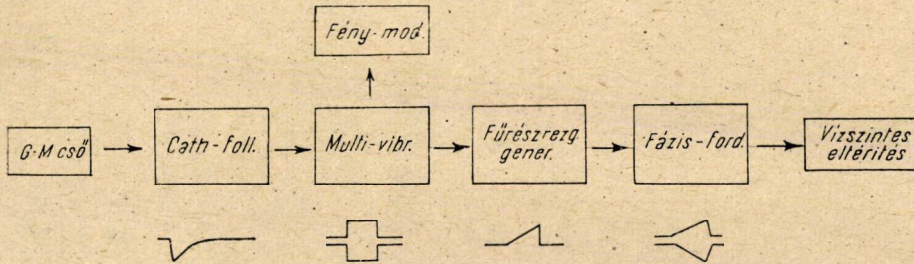 Fény-mod.
G-M cső
Cath-foll.
Multi-vibr.
Fűrészrezg
gener.
Fázis-ford.
Vízszintes
eltérítés